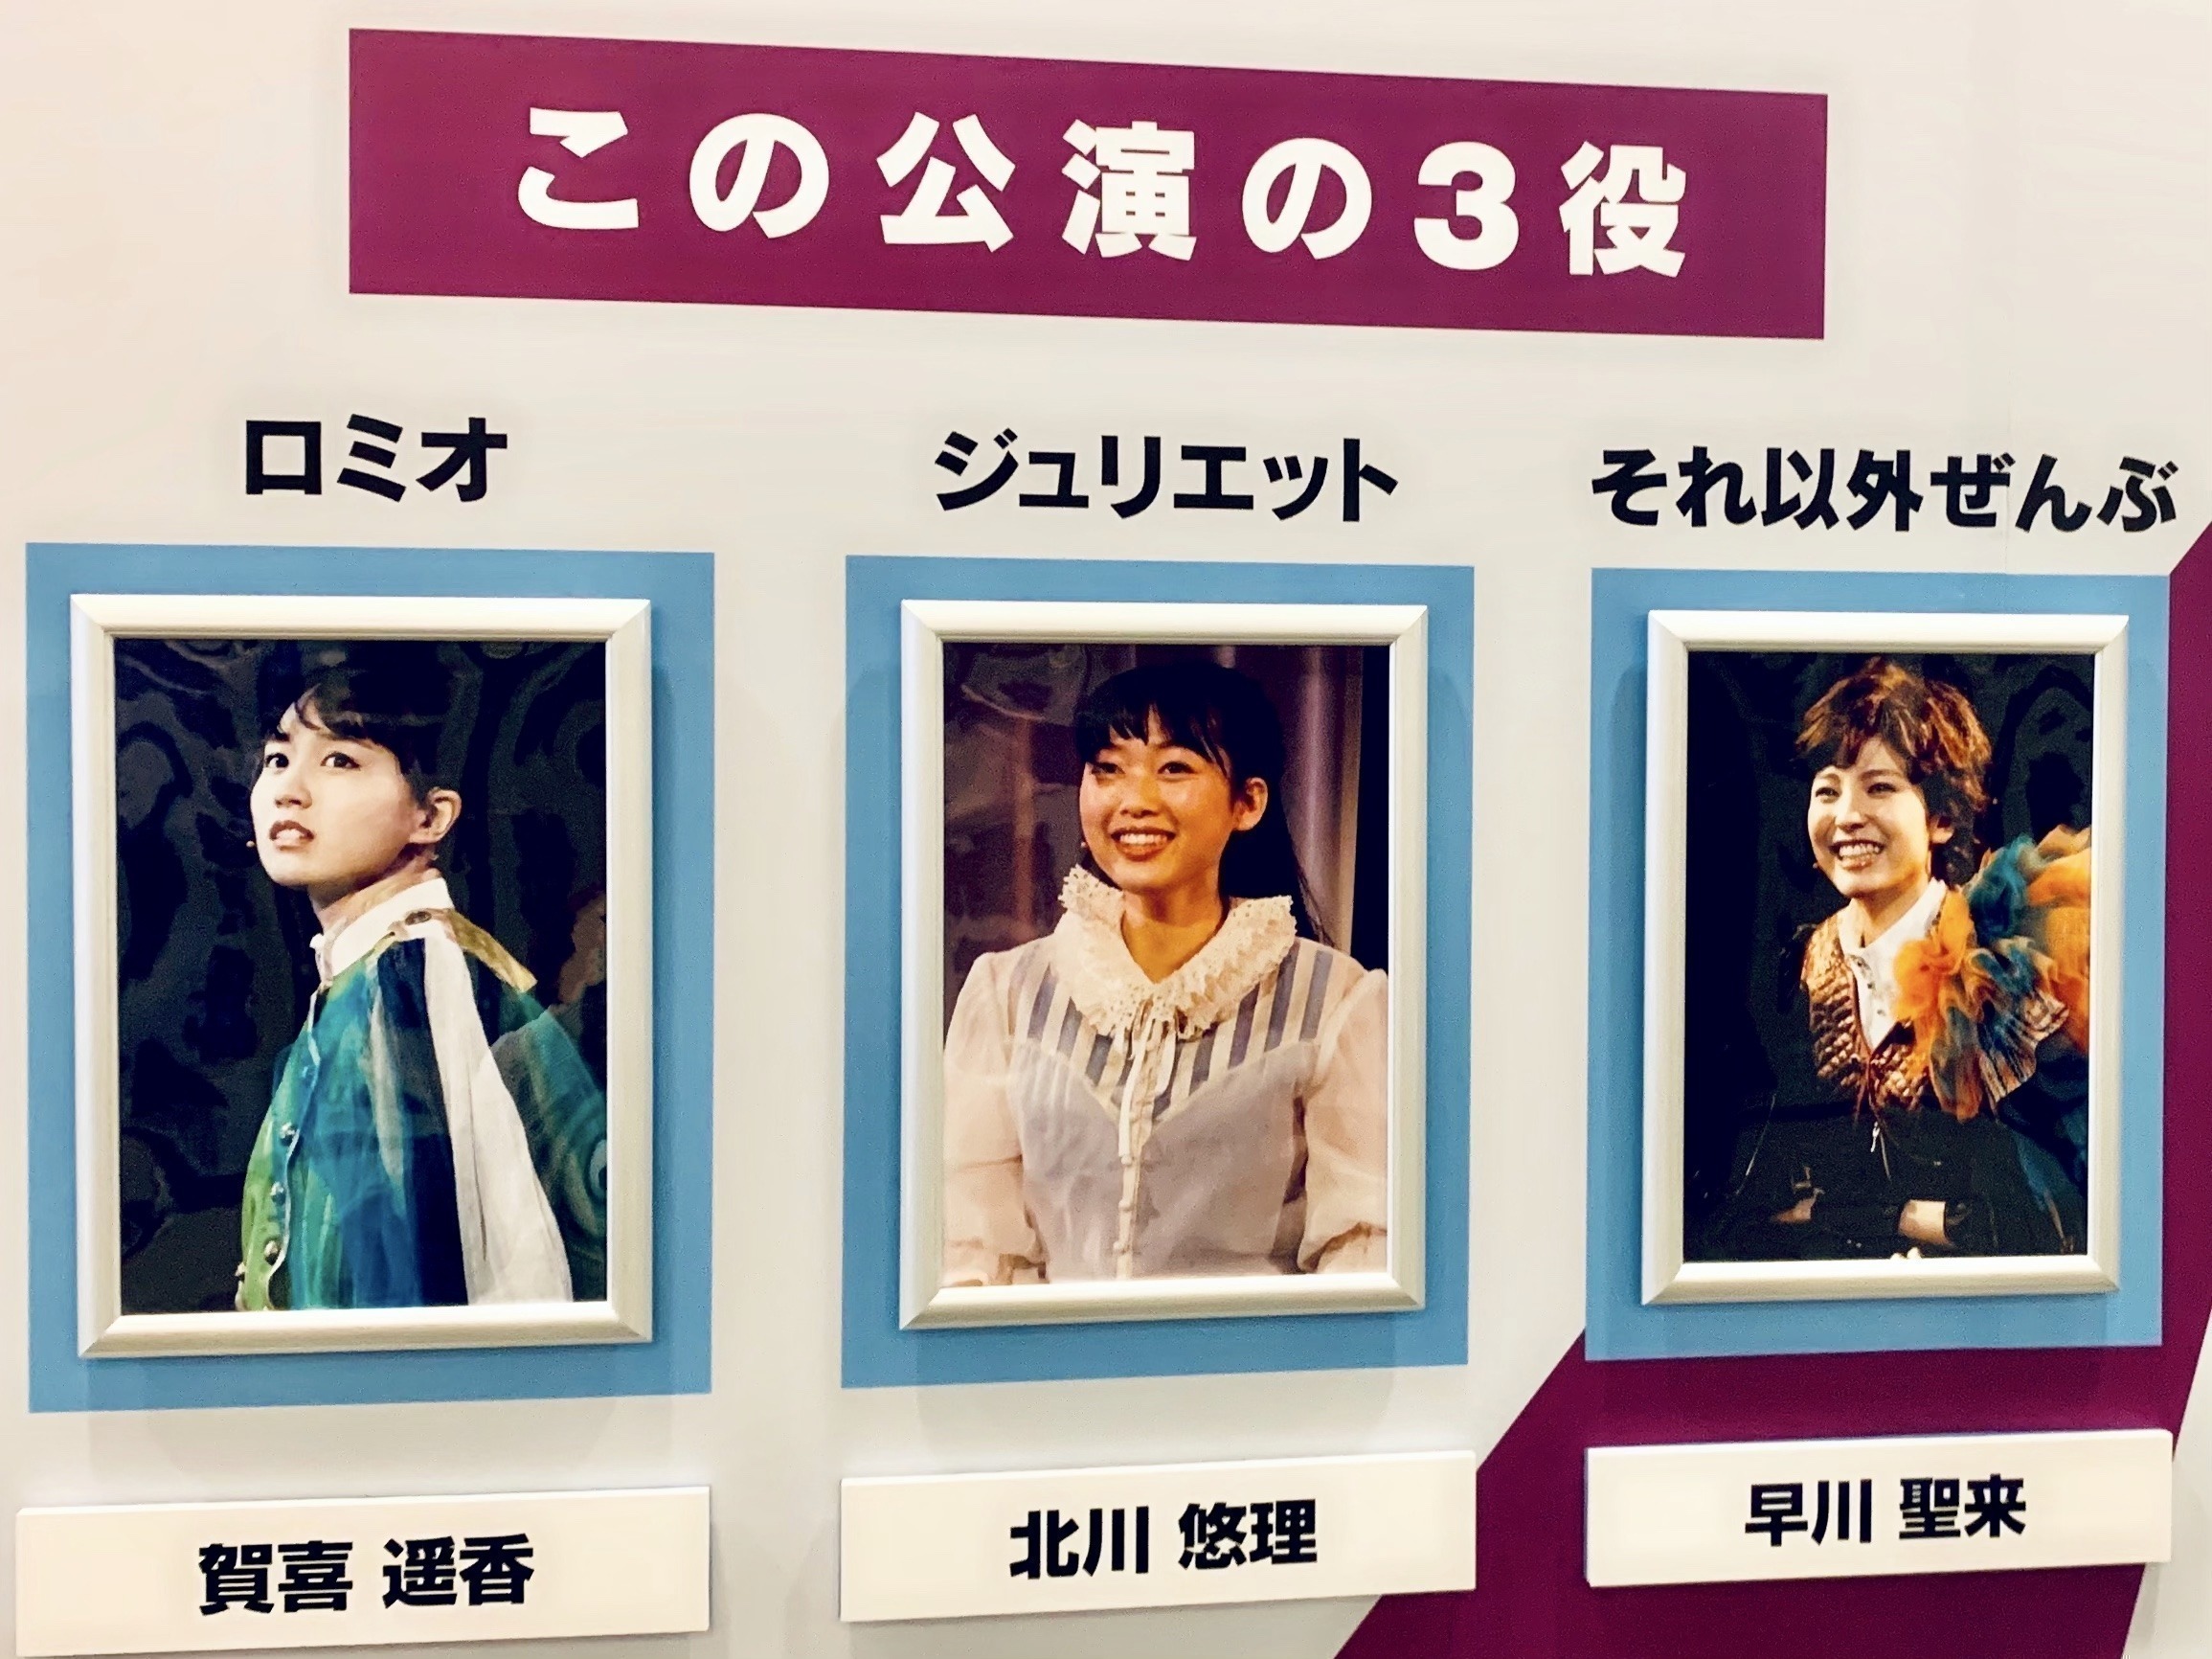 この公演の3役
ロミオ
ジュリエット
それ以外ぜんぶ
賀喜 遥香
北川 悠理
早川 聖来